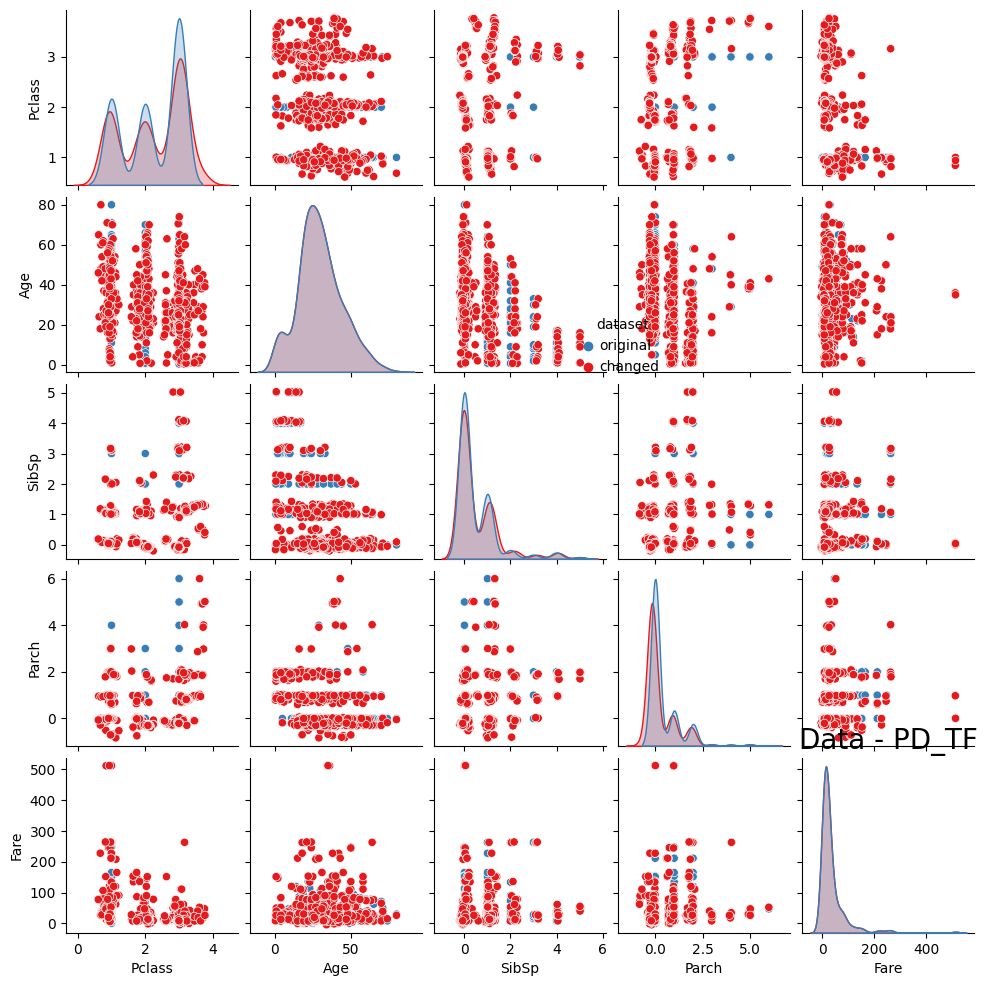 Pclass
3
2
1
Age
80
60
40
20
0
dataset
original
changed
SibSp
5
4
3
2
1
0
Parch
6
4
2
0
Data - PD_TF
Fare
500
400
300
200
100
0
0 2 4
0 50
0 2 4 6
0.0 2.5 5.0
0 200 400
Pclass Age SibSp Parch Fare